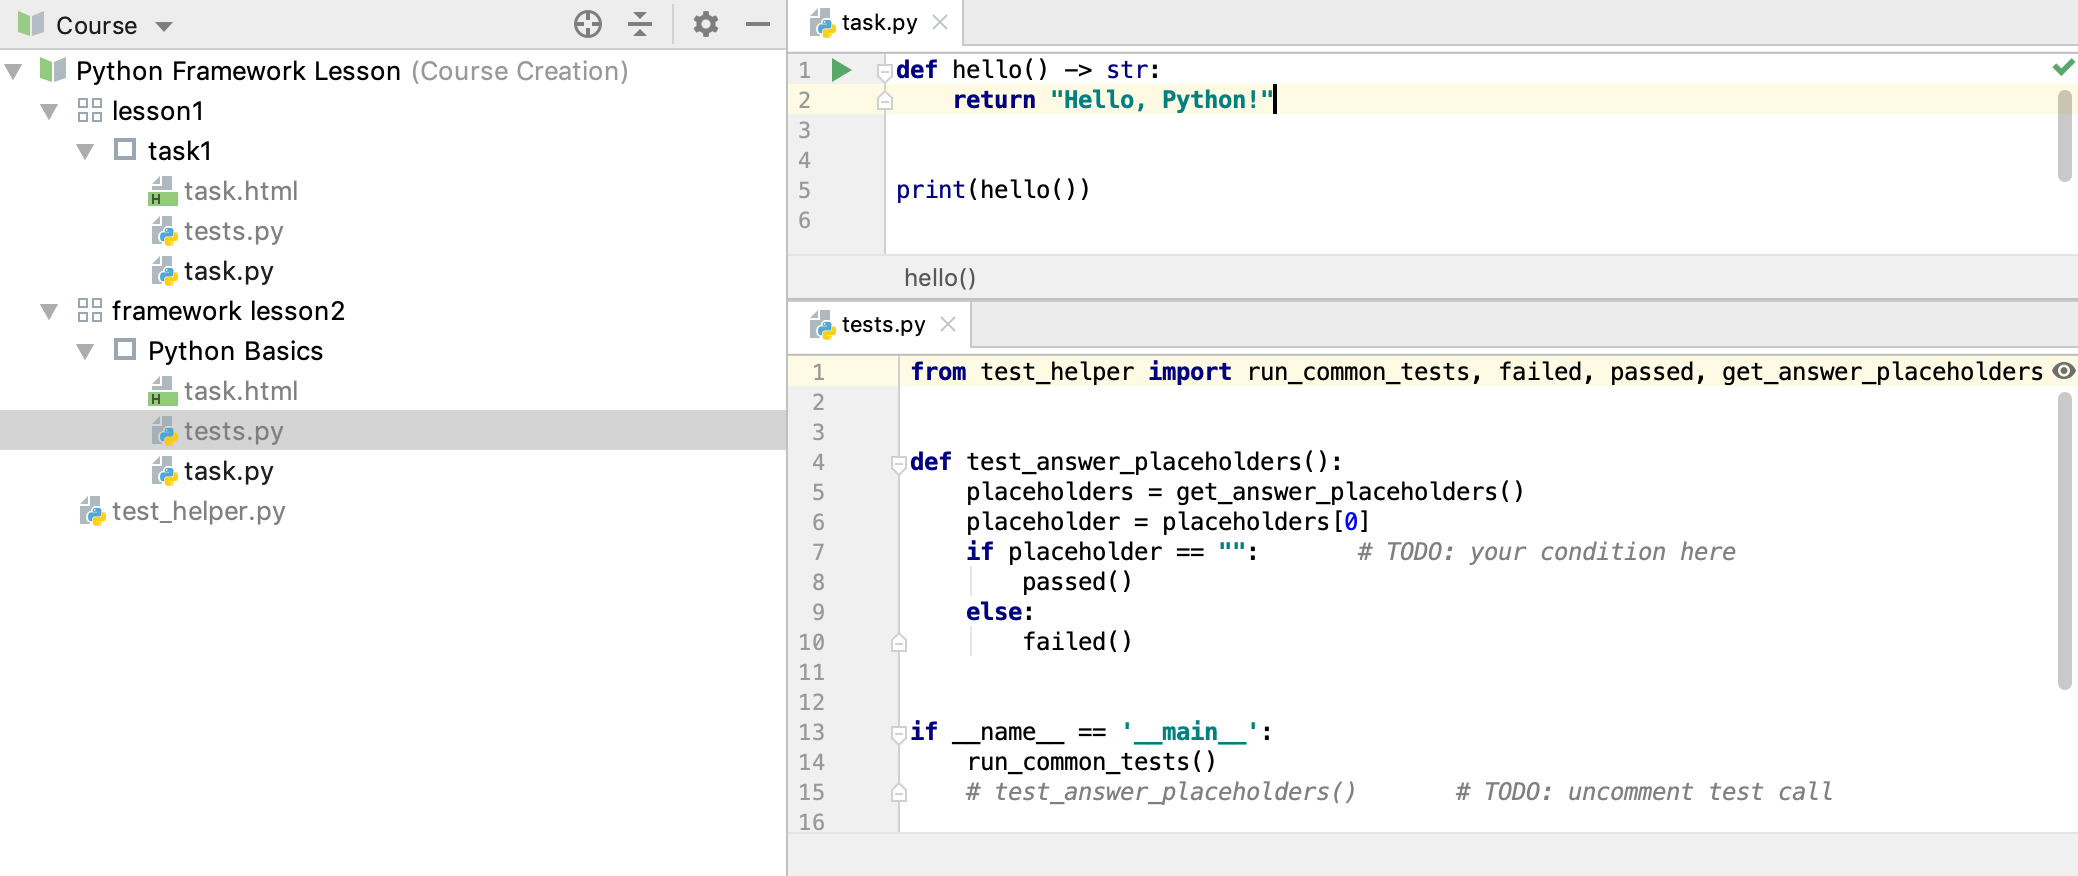 Course
Python Framework Lesson (Course Creation)
lesson1
task1
H task.html
tests.py
task.py
framework lesson2
Python Basics
H task.html
tests.py
task.py
test_helper.py
task.py
1 def hello() -> str:
2     return "Hello, Python!"
3
4
5 print(hello())
6
hello()
tests.py
1 from test_helper import run_common_tests, failed, passed, get_answer_placeholders
2
3
4 def test_answer_placeholders():
5     placeholders = get_answer_placeholders()
6     placeholder = placeholders[0]
7     if placeholder == "":       # TODO: your condition here
8         passed()
9     else:
10         failed()
11
12
13 if __name__ == '__main__':
14     run_common_tests()
15     # test_answer_placeholders()       # TODO: uncomment test call
16